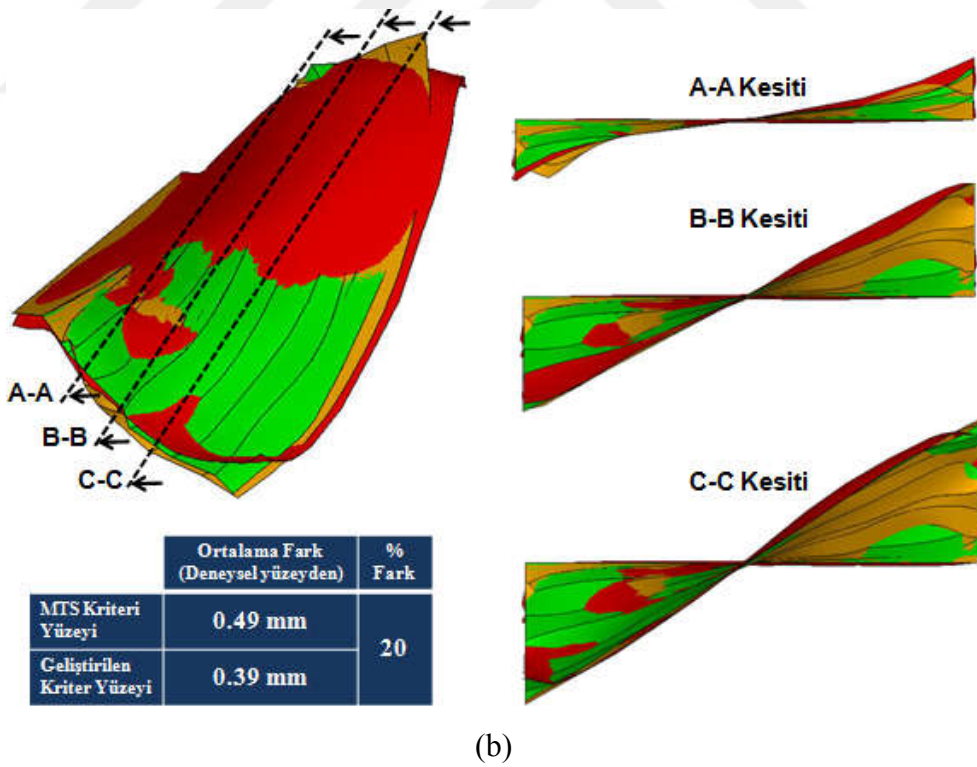 A-A
B-B
C-C
A-A Kesiti
B-B Kesiti
C-C Kesiti
Ortalama Fark % 
(Deneysel yüzeyden) Fark
MTS Kriteri
Yüzeyi
0.49 mm
20
Geliştirilen
Kriter Yüzeyi
0.39 mm
(b)